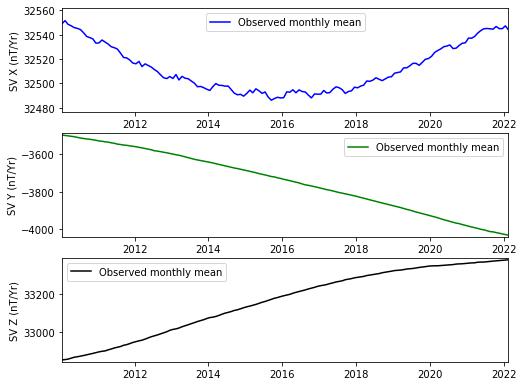 32560
32540
32520
32500
32480
SV X (nT/Yr)
Observed monthly mean
2012 2014 2016 2018 2020 2022
−3600
−3800
−4000
SV Y (nT/Yr)
Observed monthly mean
2012 2014 2016 2018 2020 2022
33200
33000
SV Z (nT/Yr)
Observed monthly mean
2012 2014 2016 2018 2020 2022